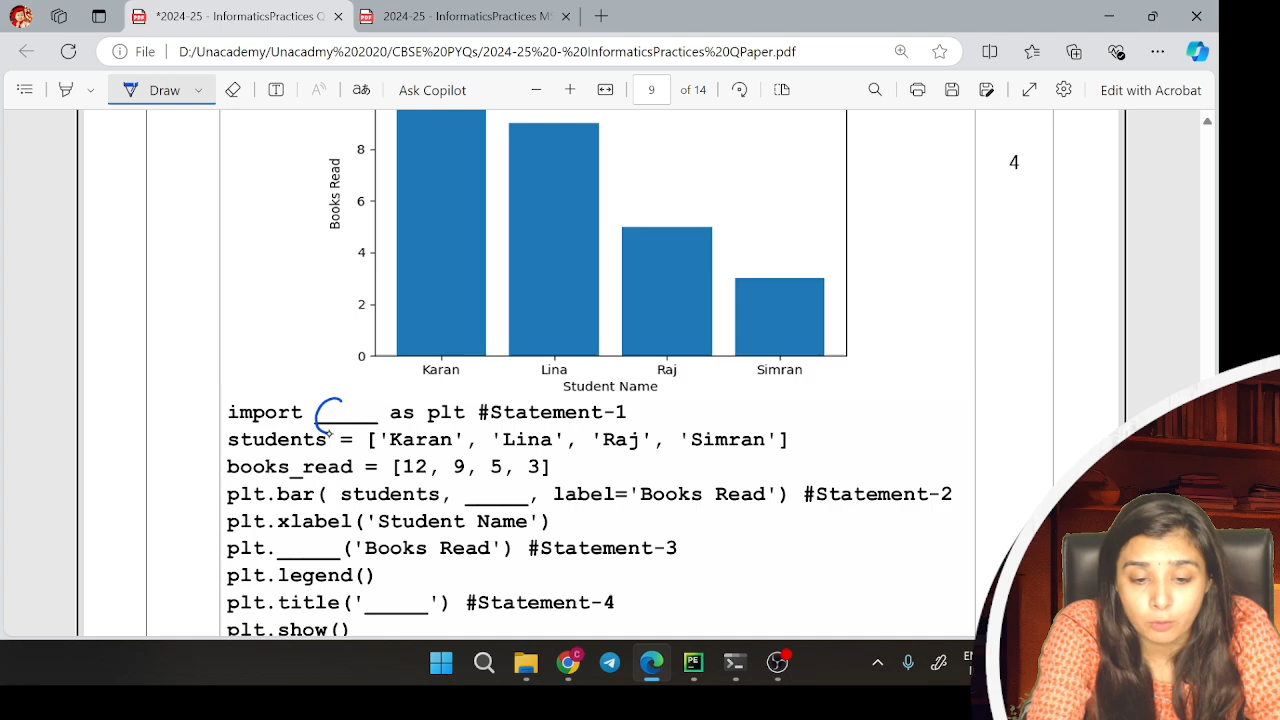 *2024-25 - InformaticsPractices Q
2024-25 - InformaticsPractices MS
File D:/Unacademy/Unacadmy%202020/CBSE%20PYQs/2024-25%20-%20InformaticsPractices%20QPaper.pdf
Draw aあ Ask Copilot 9 of 14 Edit with Acrobat
8
6
4
2
0
Books Read
4
Karan Lina Raj Simran
Student Name
import _____ as plt #Statement-1
students = ['Karan', 'Lina', 'Raj', 'Simran']
books_read = [12, 9, 5, 3]
plt.bar( students, _____, label='Books Read') #Statement-2
plt.xlabel('Student Name')
plt._____('Books Read') #Statement-3
plt.legend()
plt.title('_____') #Statement-4
plt.show()